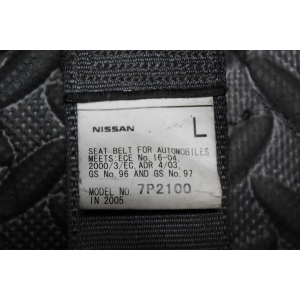 NISSAN L
SEAT BELT FOR AUTOMOBILES
MEETS:ECE No.16-04,
2000/3/EC,ADR 4/03,
GS No.96 AND GS No.97
MODEL NO. 7P2100
IN 2005